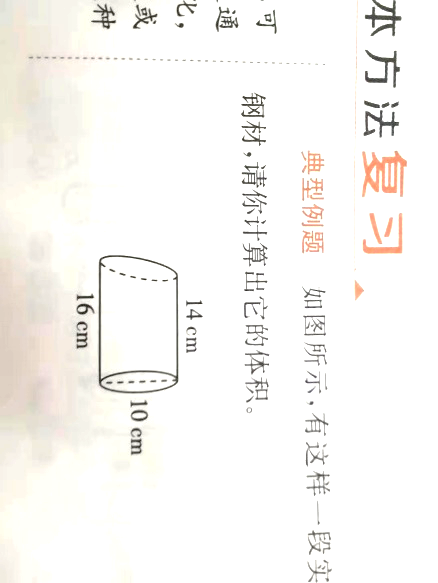 本方法复习
典型例题 如图所示,有这样一段实
钢材,请你计算出它的体积。
14 cm
10 cm
16 cm
可
通
化,
或
种